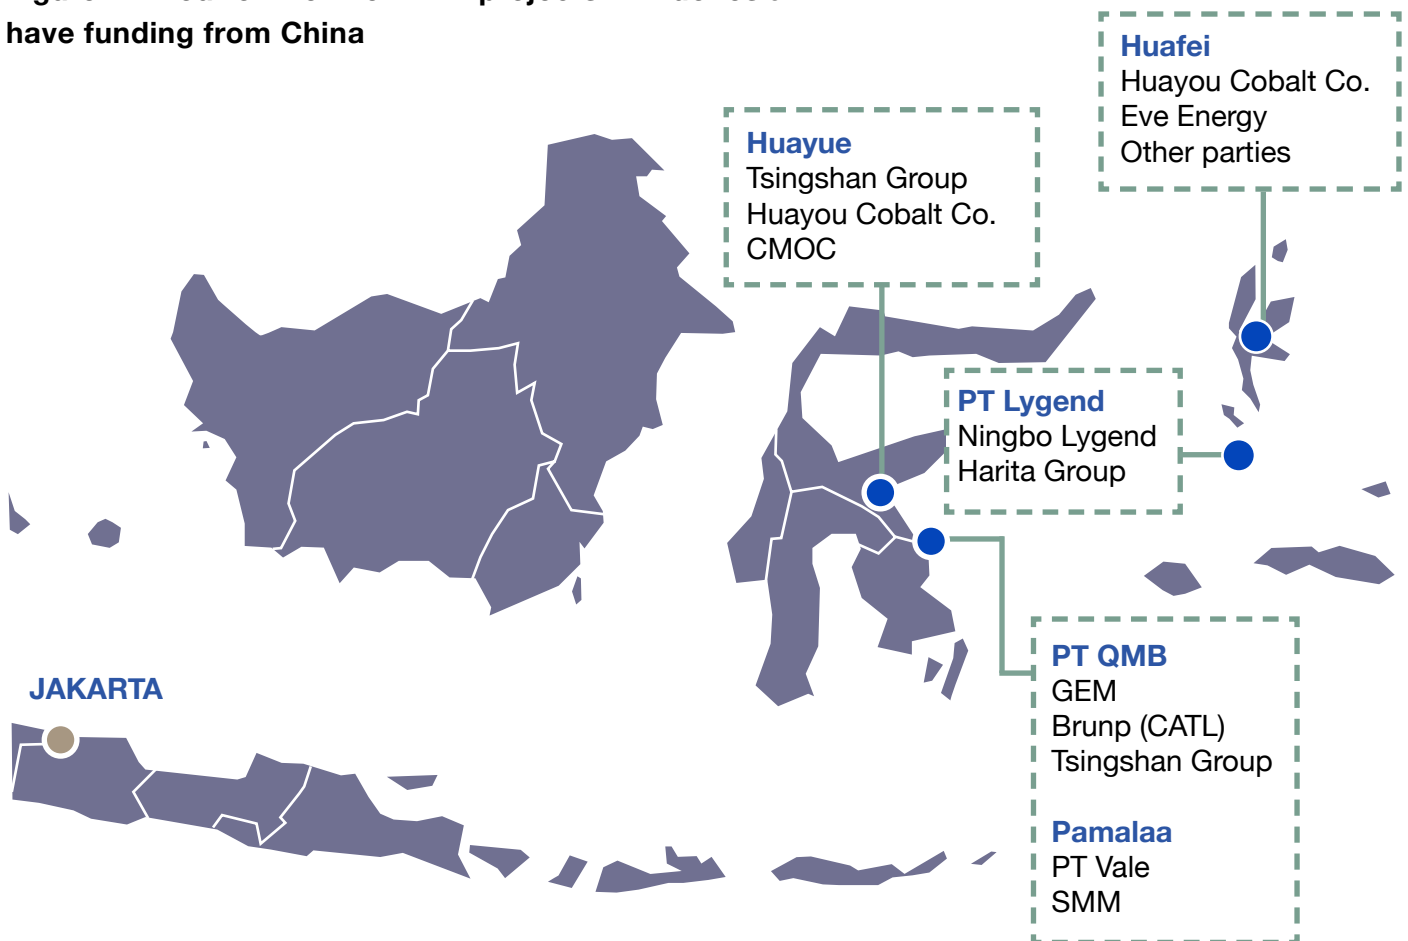 have funding from China
Huafei
Huayou Cobalt Co.
Eve Energy
Other parties
Huayue
Tsingshan Group
Huayou Cobalt Co.
CMOC
PT Lygend
Ningbo Lygend
Harita Group
JAKARTA
PT QMB
GEM
Brunp (CATL)
Tsingshan Group
Pamalaa
PT Vale
SMM